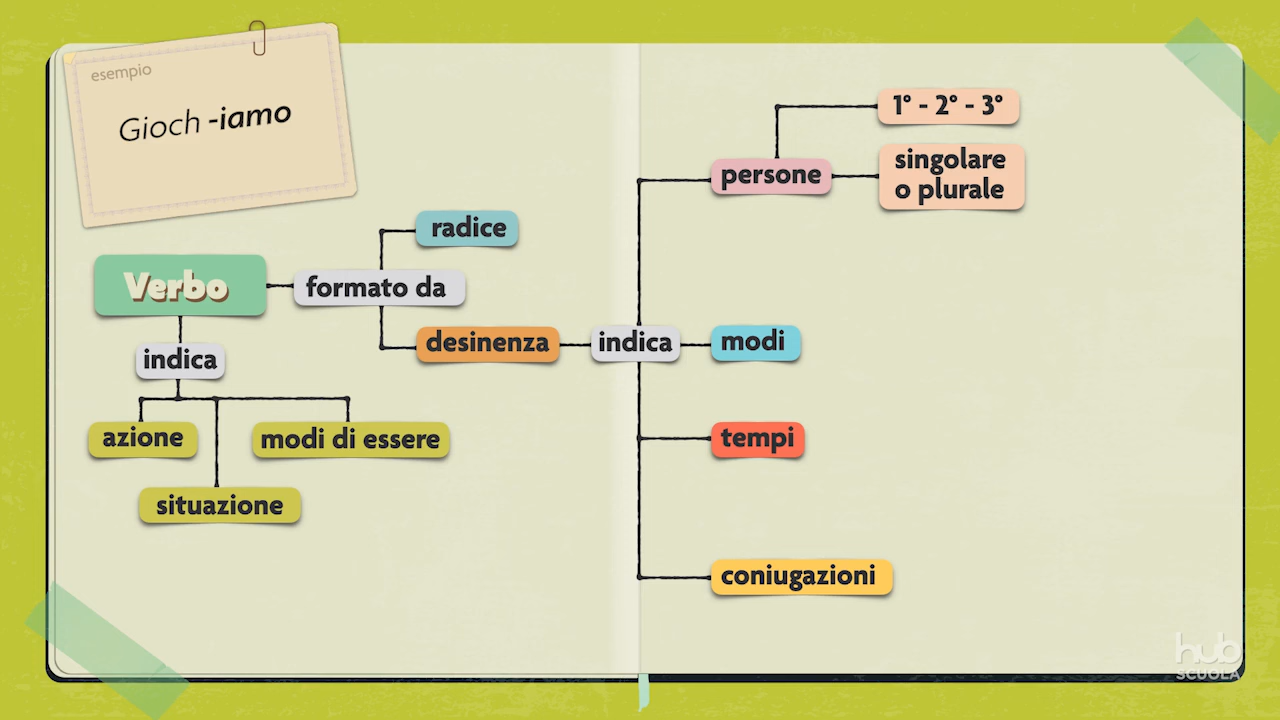 esempio
Gioch -iamo
Verbo
formato da
radice
desinenza
indica
azione
modi di essere
situazione
indica
persone
1° - 2° - 3°
singolare
o plurale
modi
tempi
coniugazioni
hub
SCUOLA